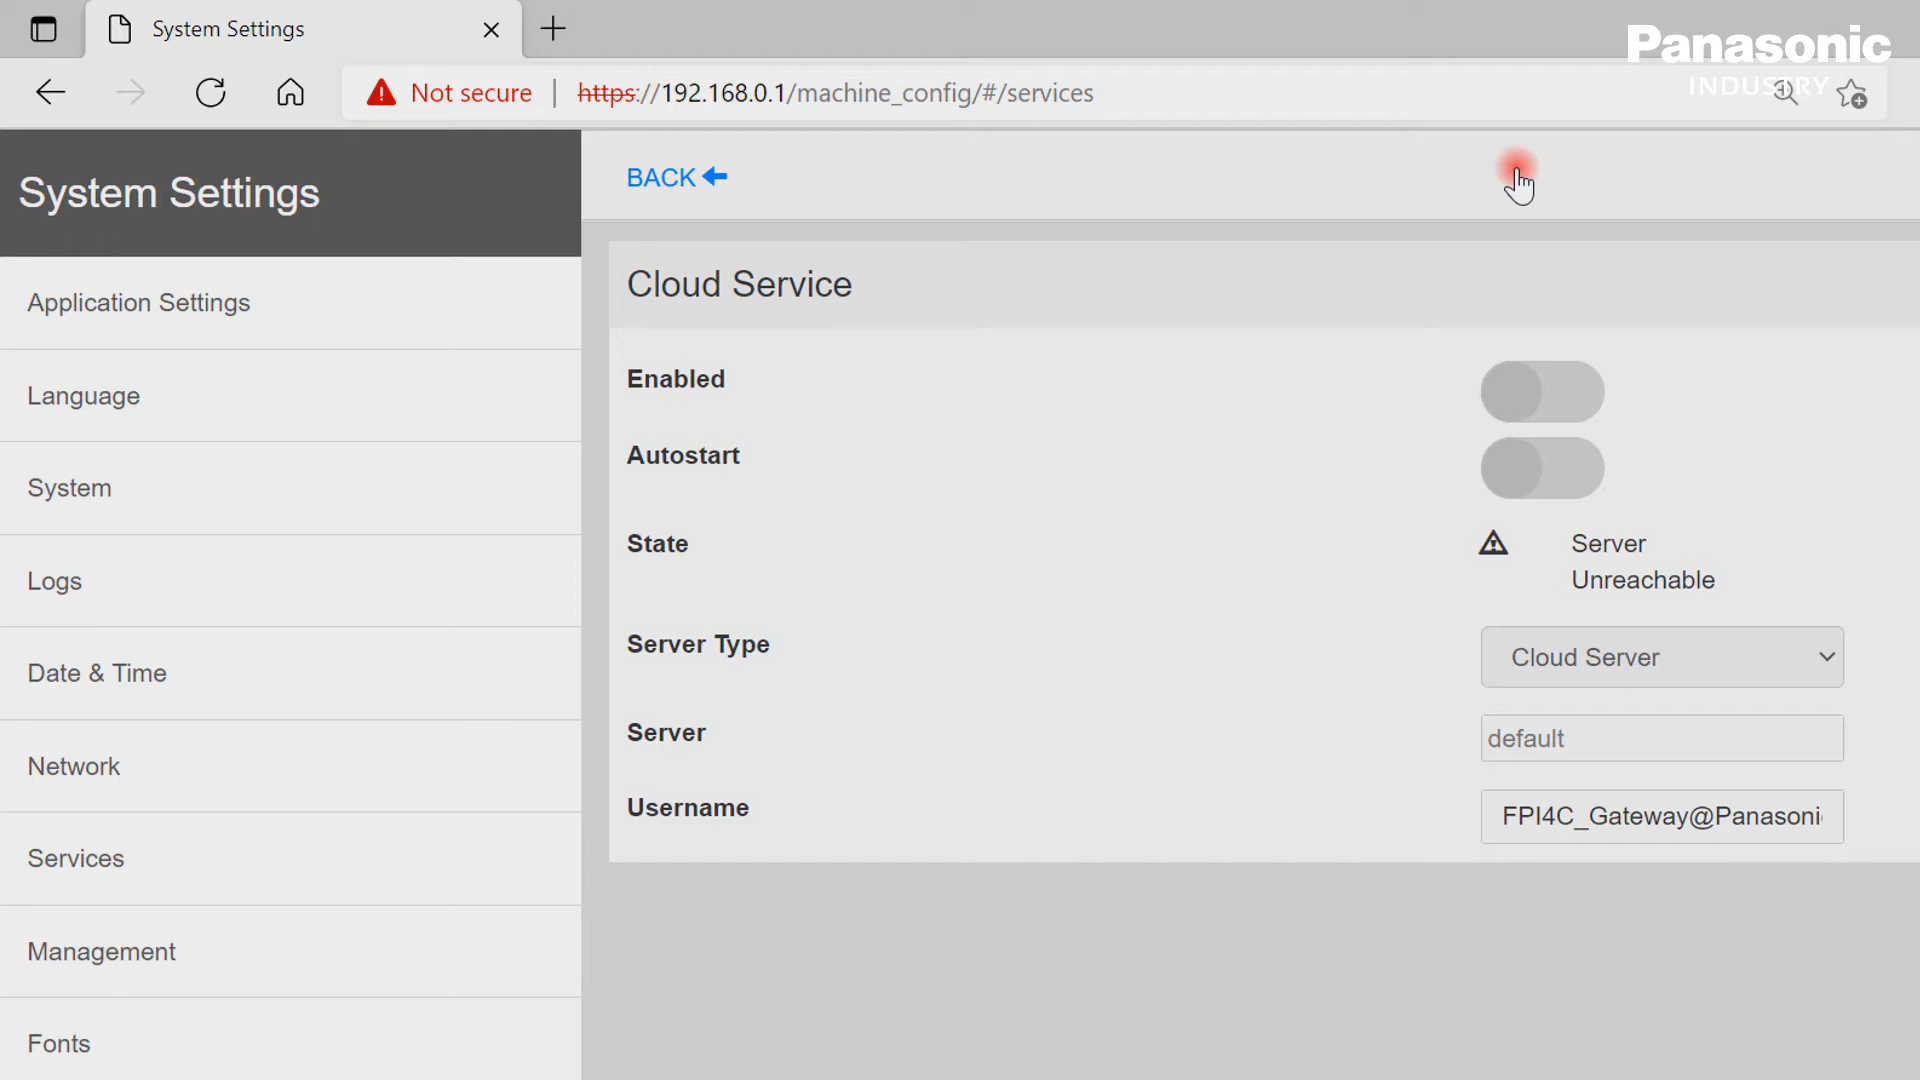 System Settings
Panasonic
INDUSTRY
Not secure
https://192.168.0.1/machine_config/#/services
System Settings
BACK
Application Settings
Language
System
Logs
Date & Time
Network
Services
Management
Fonts
Cloud Service
Enabled
Autostart
State
Server
Unreachable
Server Type
Cloud Server
Server
default
Username
FPI4C_Gateway@Panasoni